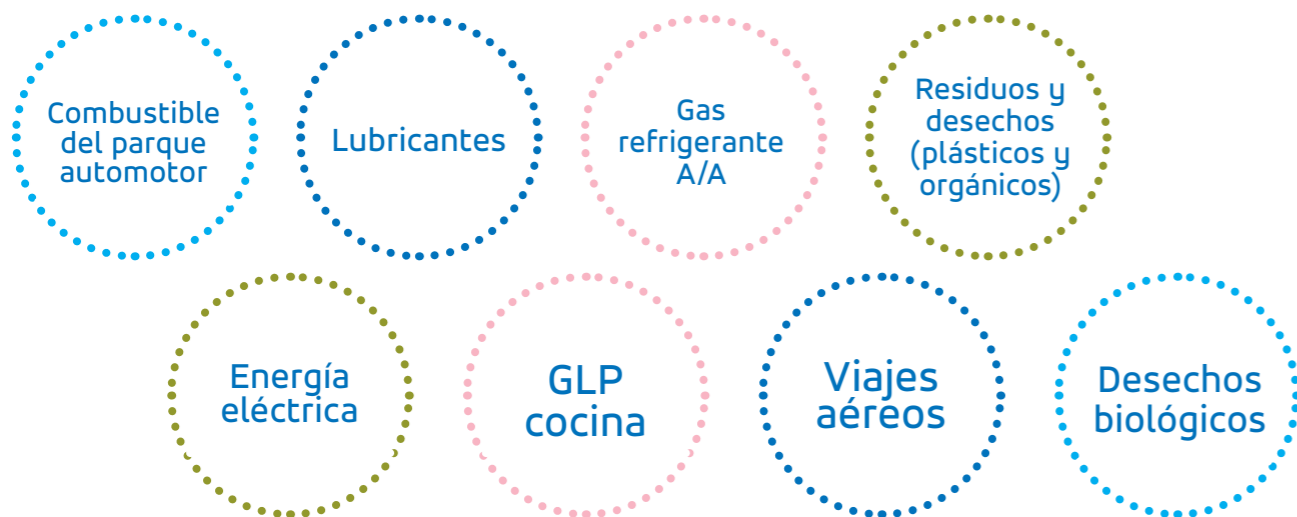 Combustible
del parque
automotor
Lubricantes
Gas
refrigerante
A/A
Residuos y
desechos
(plásticos y
orgánicos)
Energía
eléctrica
GLP
cocina
Viajes
aéreos
Desechos
biológicos